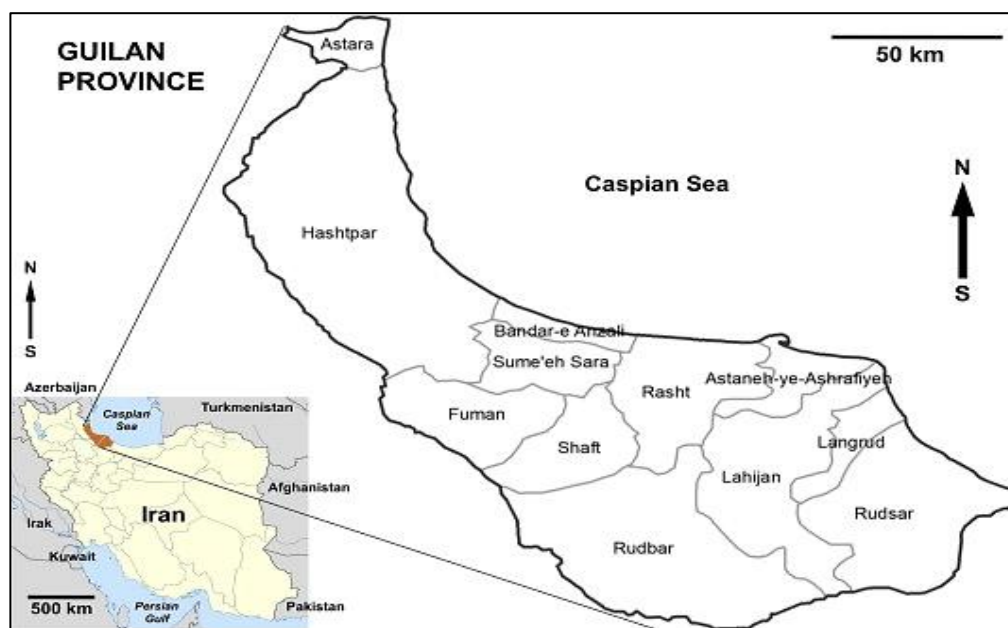 GUILAN
PROVINCE
Astara
50 km
Caspian Sea
N
S
Hashtpar
Bandar-e Anzali
Sume'eh Sara
Rasht
Astaneh-ye-Ashrafiyeh
Fuman
Shaft
Langrud
Lahijan
Rudsar
Rudbar
N
S
Azerbaijan
Caspian
Sea
Turkmenistan
Afghanistan
Iran
Irak
Kuwait
500 km
Persian
Gulf
Pakistan